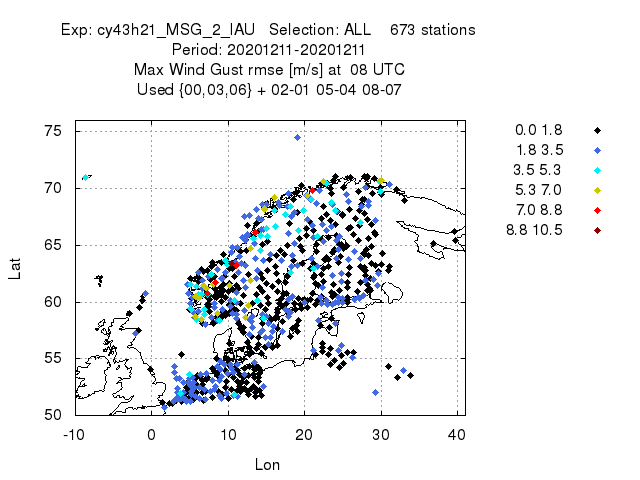 Exp: cy43h21_MSG_2_IAU   Selection: ALL    673 stations
Period: 20201211-20201211
Max Wind Gust rmse [m/s] at  08 UTC
Used {00,03,06} + 02-01 05-04 08-07
75
70
65
60
55
50
Lat
-10 0 10 20 30 40
Lon
0.0 1.8
1.8 3.5
3.5 5.3
5.3 7.0
7.0 8.8
8.8 10.5